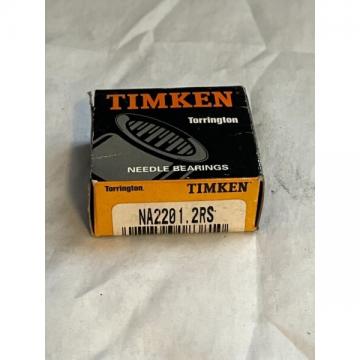 TIMKEN
Torrington
NEEDLE BEARINGS
Torrington. TIMKEN
NA2201.2RS